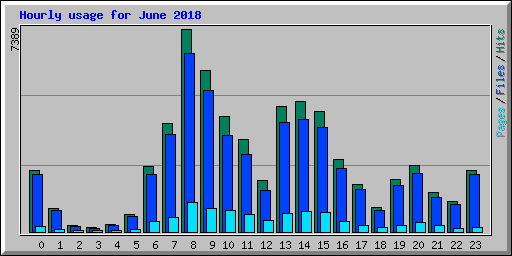 Hourly usage for June 2018
7389
Pages/Files/Hits
0 1 2 3 4 5 6 7 8 9 10 11 12 13 14 15 16 17 18 19 20 21 22 23